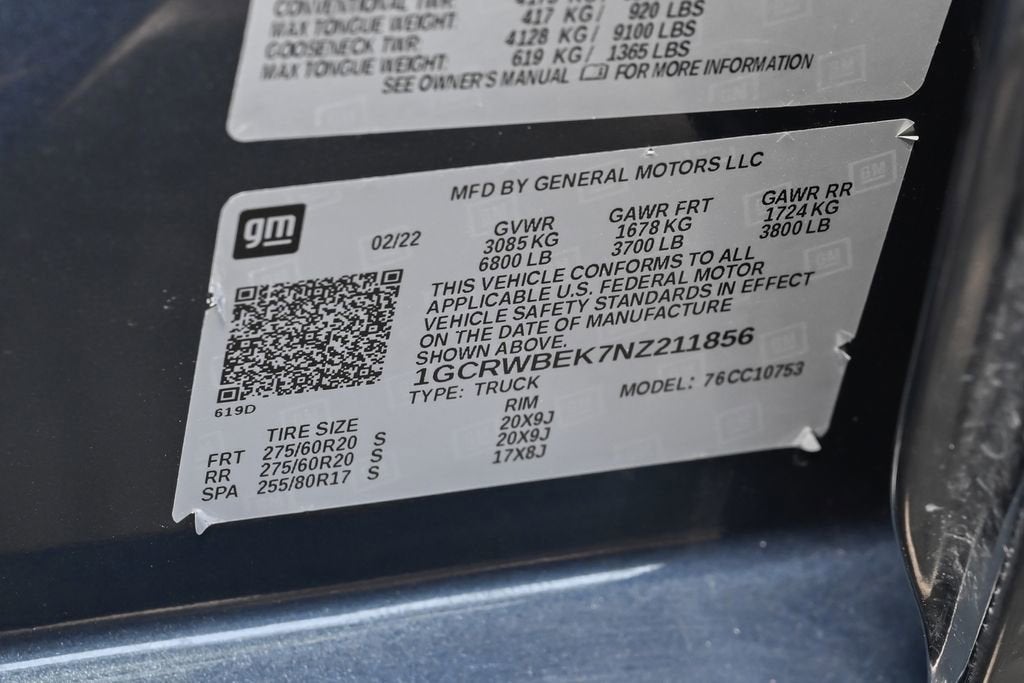 CONVENTIONAL TWR:
MAX TONGUE WEIGHT: 417 KG/ 920 LBS
GOOSENECK TWR: 4128 KG/ 9100 LBS
MAX TONGUE WEIGHT: 619 KG/ 1365 LBS
SEE OWNER'S MANUAL FOR MORE INFORMATION
MFD BY GENERAL MOTORS LLC
gm
02/22
GVWR GAWR FRT GAWR RR
3085 KG 1678 KG 1724 KG
6800 LB 3700 LB 3800 LB
THIS VEHICLE CONFORMS TO ALL
APPLICABLE U.S. FEDERAL MOTOR
VEHICLE SAFETY STANDARDS IN EFFECT
ON THE DATE OF MANUFACTURE
SHOWN ABOVE.
1GCRWBEK7NZ211856
TYPE: TRUCK MODEL: 76CC10753
619D
TIRE SIZE RIM
FRT 275/60R20 S 20X9J
RR 275/60R20 S 20X9J
SPA 255/80R17 S 17X8J